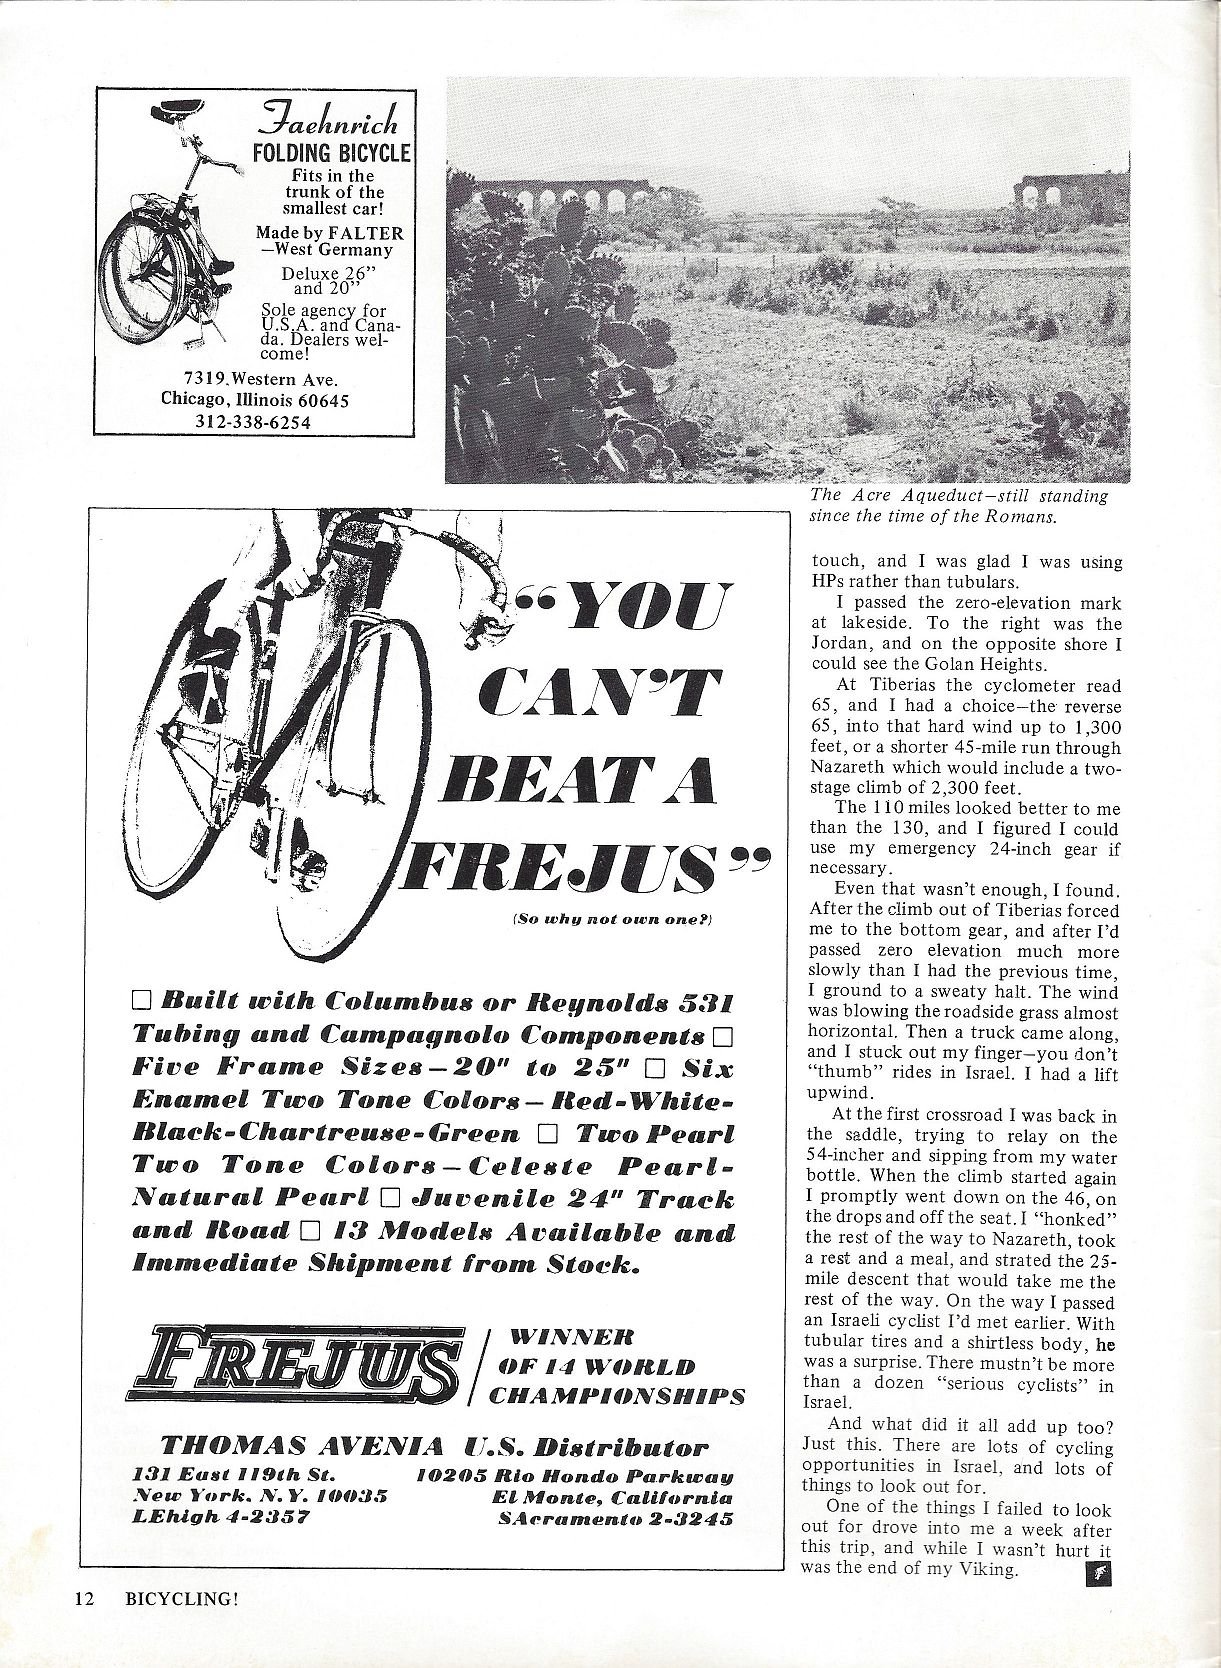 Faehnrich
FOLDING BICYCLE
Fits in the
trunk of the
smallest car!
Made by FALTER
—West Germany
Deluxe 26”
and 20”
Sole agency for
U.S.A. and Cana-
da. Dealers wel-
come!
7319 Western Ave.
Chicago, Illinois 60645
312-338-6254
The Acre Aqueduct—still standing
since the time of the Romans.
“YOU
CAN’T
BEAT A
FREJUS”
(So why not own one?)
□ Built with Columbus or Reynolds 531
Tubing and Campagnolo Components □
Five Frame Sizes—20" to 25" □ Six
Enamel Two Tone Colors—Red-White-
Black-Chartreuse-Green □ Two Pearl
Two Tone Colors—Celeste Pearl-
Natural Pearl □ Juvenile 24" Track
and Road □ 13 Models Available and
Immediate Shipment from Stock.
FREJUS
WINNER
OF 14 WORLD
CHAMPIONSHIPS
THOMAS AVENIA U.S. Distributor
131 East 119th St.
New York, N.Y. 10035
LEhigh 4-2357
10205 Rio Hondo Parkway
El Monte, California
SAcramento 2-3245
touch, and I was glad I was using
HPs rather than tubulars.
I passed the zero-elevation mark
at lakeside. To the right was the
Jordan, and on the opposite shore I
could see the Golan Heights.
At Tiberias the cyclometer read
65, and I had a choice—the reverse
65, into that hard wind up to 1,300
feet, or a shorter 45-mile run through
Nazareth which would include a two-
stage climb of 2,300 feet.
The 110 miles looked better to me
than the 130, and I figured I could
use my emergency 24-inch gear if
necessary.
Even that wasn’t enough, I found.
After the climb out of Tiberias forced
me to the bottom gear, and after I’d
passed zero elevation much more
slowly than I had the previous time,
I ground to a sweaty halt. The wind
was blowing the roadside grass almost
horizontal. Then a truck came along,
and I stuck out my finger—you don’t
“thumb” rides in Israel. I had a lift
upwind.
At the first crossroad I was back in
the saddle, trying to relay on the
54-incher and sipping from my water
bottle. When the climb started again
I promptly went down on the 46, on
the drops and off the seat. I “honked”
the rest of the way to Nazareth, took
a rest and a meal, and strated the 25-
mile descent that would take me the
rest of the way. On the way I passed
an Israeli cyclist I’d met earlier. With
tubular tires and a shirtless body, he
was a surprise. There mustn’t be more
than a dozen “serious cyclists” in
Israel.
And what did it all add up too?
Just this. There are lots of cycling
opportunities in Israel, and lots of
things to look out for.
One of the things I failed to look
out for drove into me a week after
this trip, and while I wasn’t hurt it
was the end of my Viking.
12 BICYCLING!